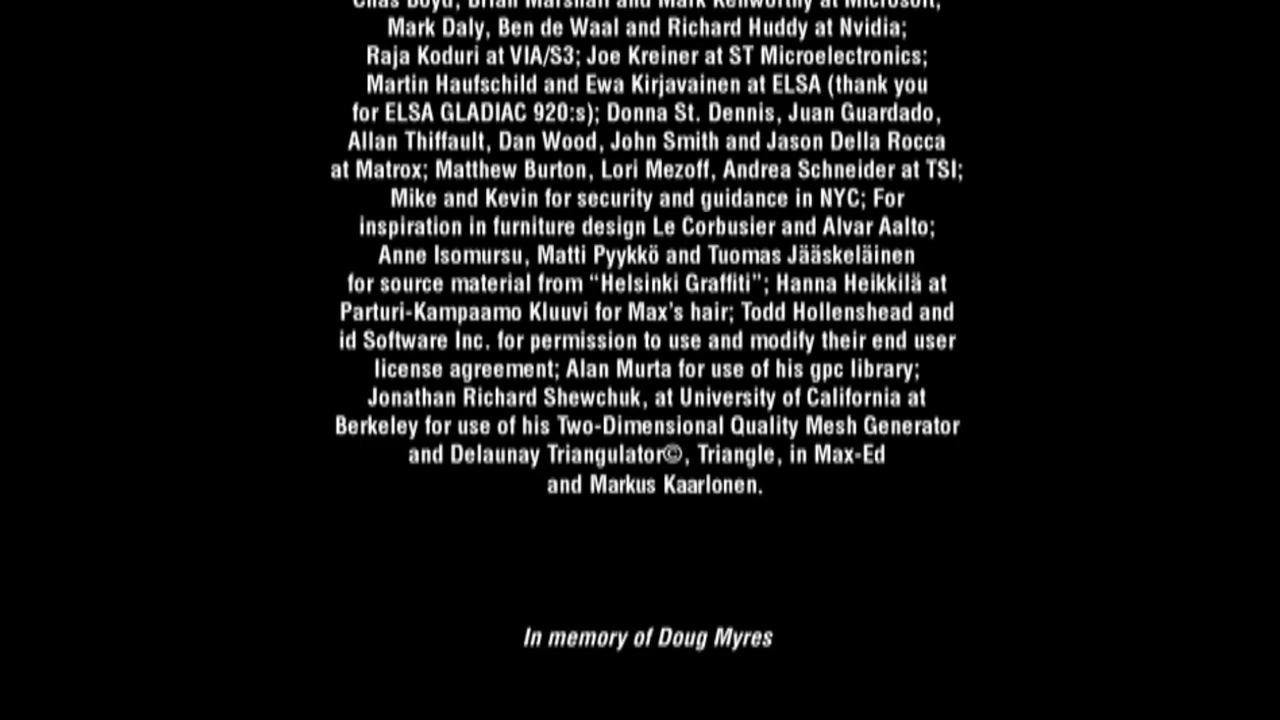 Chas Boyd, Brian Marshall and Mark Kenworthy at Microsoft;
Mark Daly, Ben de Waal and Richard Huddy at Nvidia;
Raja Koduri at VIA/S3; Joe Kreiner at ST Microelectronics;
Martin Haufschild and Ewa Kirjavainen at ELSA (thank you
for ELSA GLADIAC 920:s); Donna St. Dennis, Juan Guardado,
Allan Thiffault, Dan Wood, John Smith and Jason Della Rocca
at Matrox; Matthew Burton, Lori Mezoff, Andrea Schneider at TSI;
Mike and Kevin for security and guidance in NYC; For
inspiration in furniture design Le Corbusier and Alvar Aalto;
Anne Isomursu, Matti Pyykkö and Tuomas Jääskeläinen
for source material from “Helsinki Graffiti”; Hanna Heikkilä at
Parturi-Kampaamo Kluuvi for Max’s hair; Todd Hollenshead and
id Software Inc. for permission to use and modify their end user
license agreement; Alan Murta for use of his gpc library;
Jonathan Richard Shewchuk, at University of California at
Berkeley for use of his Two-Dimensional Quality Mesh Generator
and Delaunay Triangulator©, Triangle, in Max-Ed
and Markus Kaarlonen.
In memory of Doug Myres